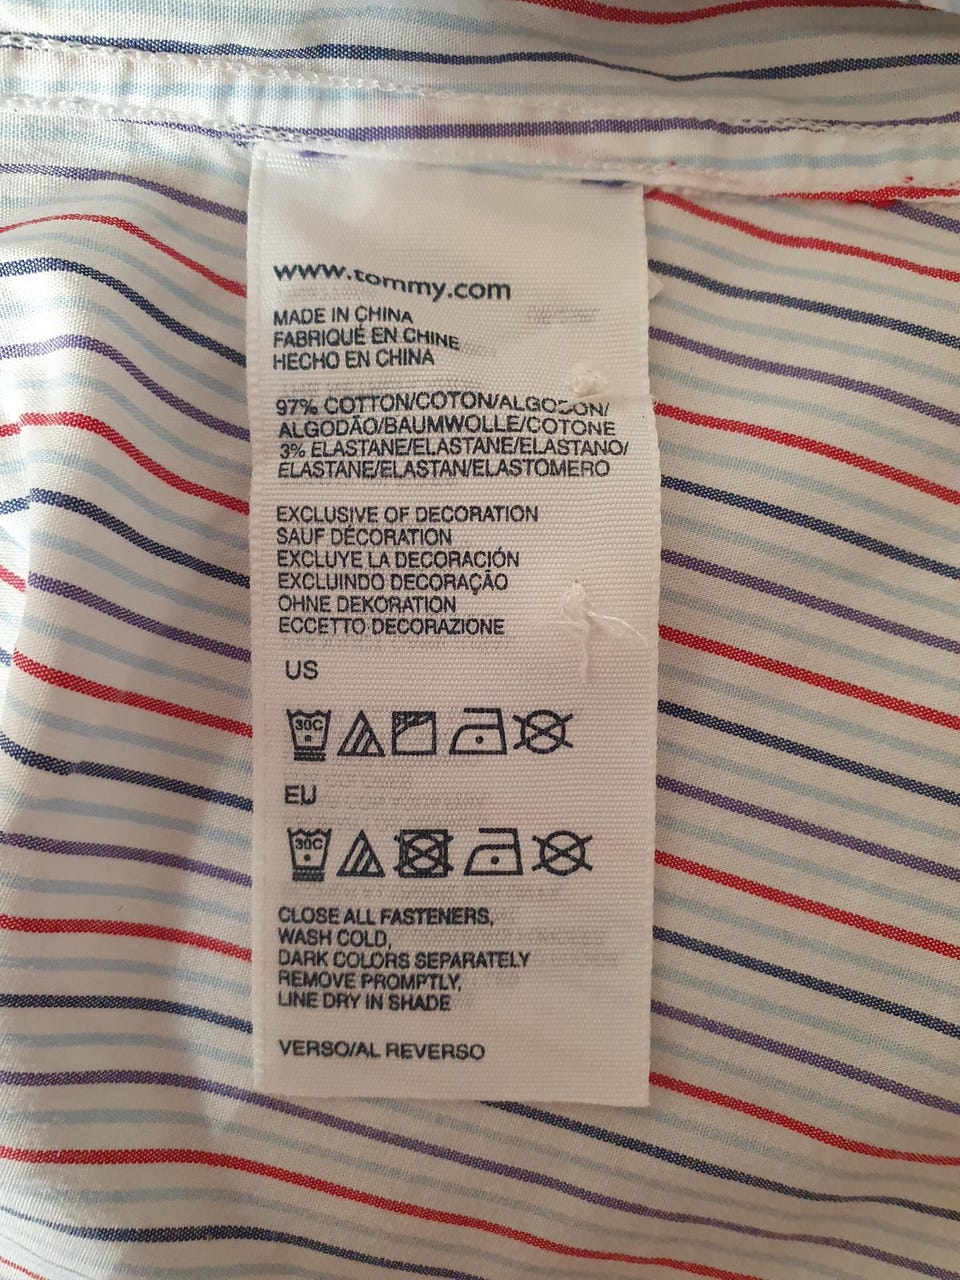 www.tommy.com
MADE IN CHINA
FABRIQUÉ EN CHINE
HECHO EN CHINA
97% COTTON/COTON/ALGODÓN/
ALGODÃO/BAUMWOLLE/COTONE
3% ELASTANE/ELASTANE/ELASTANO/
ELASTANE/ELASTAN/ELASTOMERO
EXCLUSIVE OF DECORATION
SAUF DÉCORATION
EXCLUYE LA DECORACIÓN
EXCLUINDO DECORAÇÃO
OHNE DEKORATION
ECCETTO DECORAZIONE
US
30C
EU
30C
CLOSE ALL FASTENERS,
WASH COLD,
DARK COLORS SEPARATELY
REMOVE PROMPTLY,
LINE DRY IN SHADE
VERSO/AL REVERSO